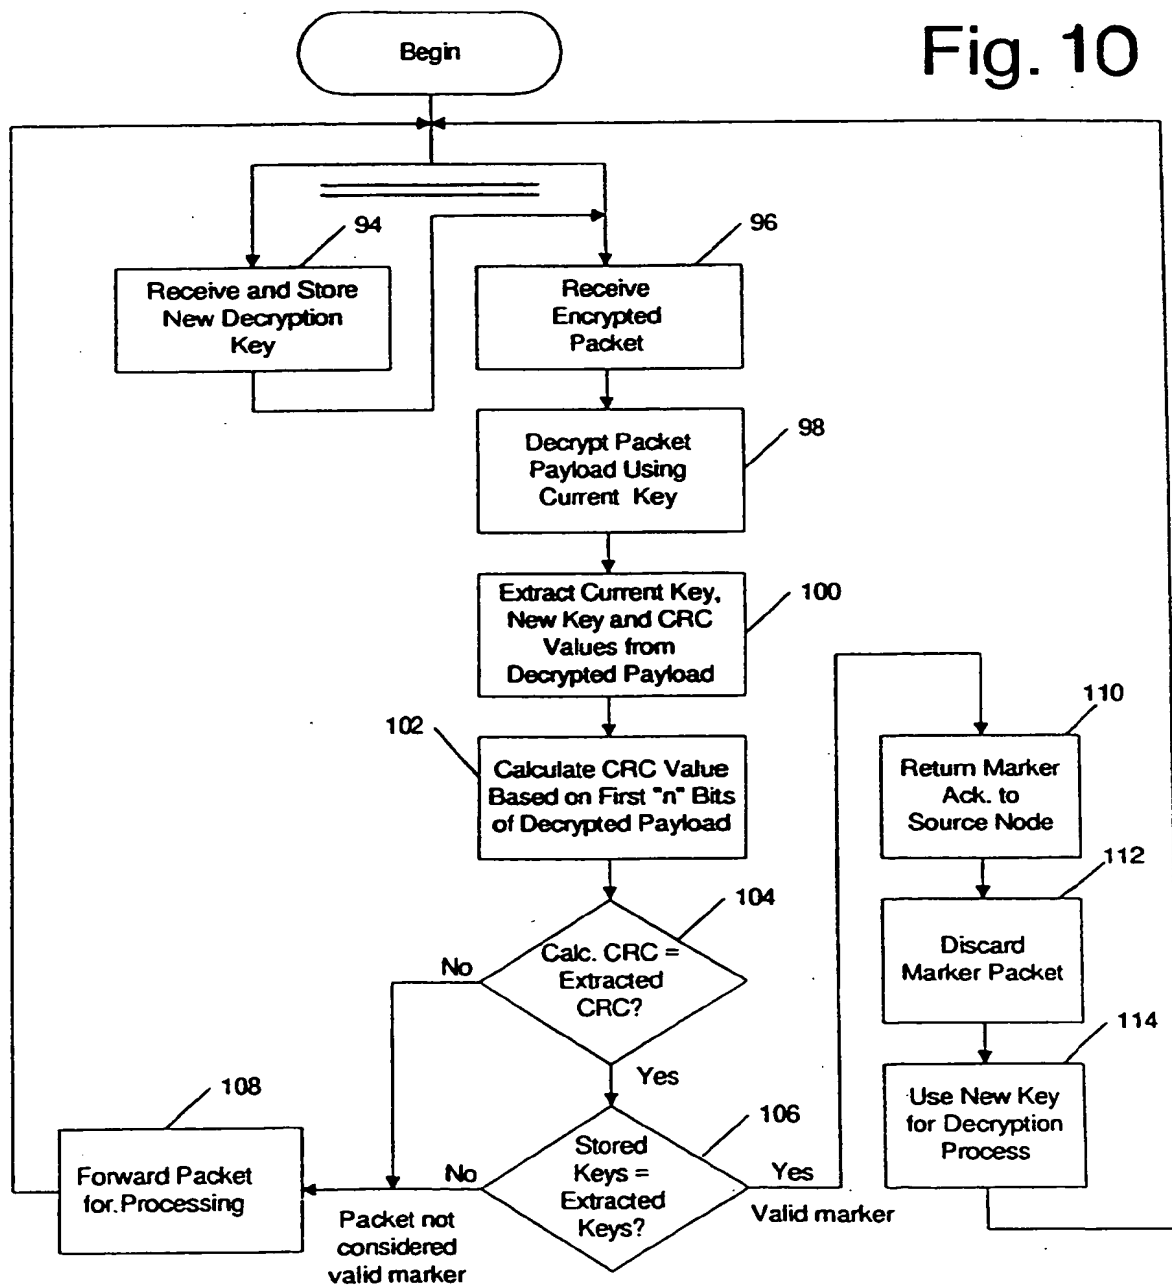 Fig. 10
Begin
94
Receive and Store
New Decryption
Key
96
Receive
Encrypted
Packet
98
Decrypt Packet
Payload Using
Current Key
100
Extract Current Key,
New Key and CRC
Values from
Decrypted Payload
102
Calculate CRC Value
Based on First "n" Bits
of Decrypted Payload
104
Calc. CRC =
Extracted
CRC?
No
Yes
106
Stored
Keys =
Extracted
Keys?
No
Packet not
considered
valid marker
Yes
Valid marker
108
Forward Packet
for.Processing
110
Return Marker
Ack. to
Source Node
112
Discard
Marker Packet
114
Use New Key
for Decryption
Process